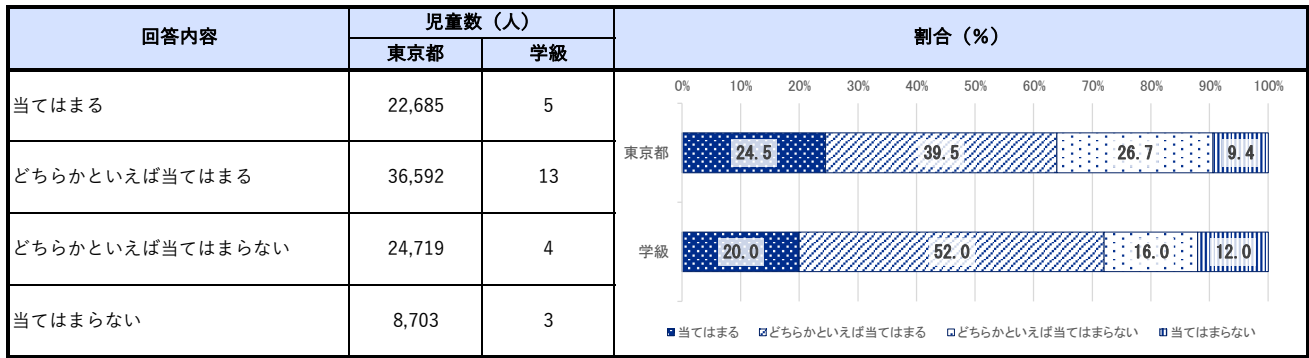 回答内容 児童数（人） 割合（%）
東京都 学級
当てはまる 22,685 5
どちらかといえば当てはまる 36,592 13
どちらかといえば当てはまらない 24,719 4
当てはまらない 8,703 3
0% 10% 20% 30% 40% 50% 60% 70% 80% 90% 100%
東京都 24.5 39.5 26.7 9.4
学級 20.0 52.0 16.0 12.0
当てはまる どちらかといえば当てはまる どちらかといえば当てはまらない 当てはまらない